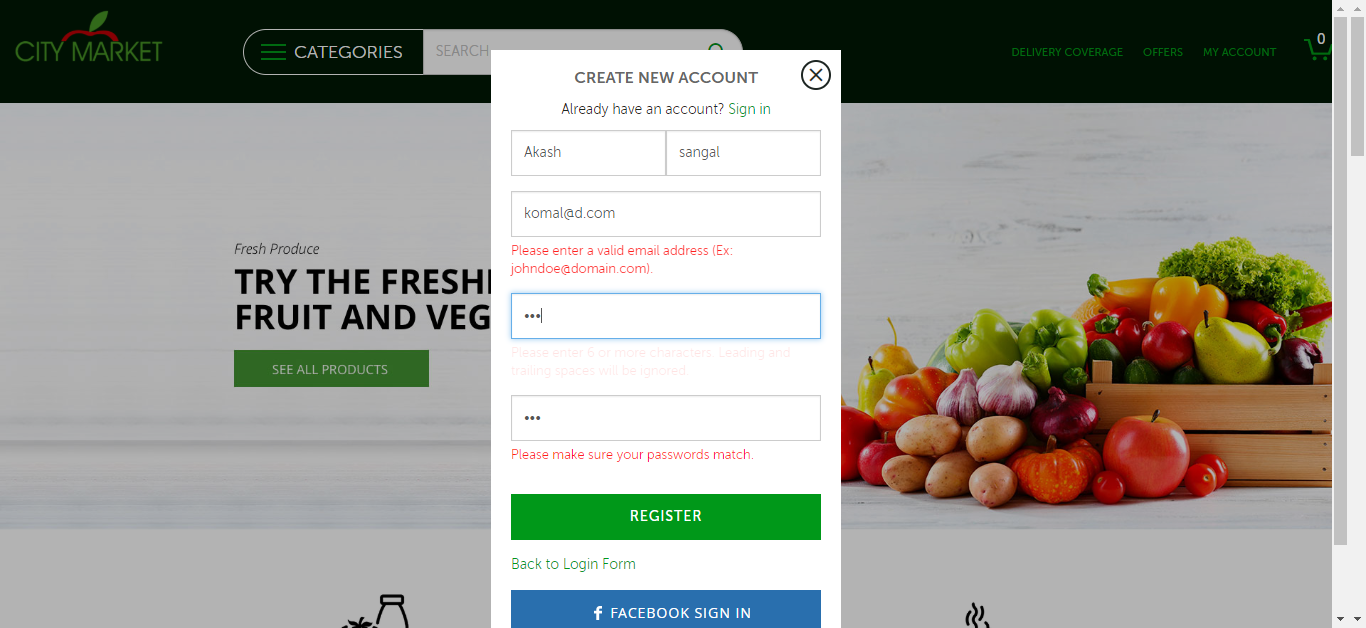 CITY MARKET
CATEGORIES
SEARCH
DELIVERY COVERAGE
OFFERS
MY ACCOUNT
0
CREATE NEW ACCOUNT
Already have an account? Sign in
Akash
sangal
komal@d.com
Please enter a valid email address (Ex:
johndoe@domain.com).
•••
Please enter 6 or more characters. Leading and
trailing spaces will be ignored.
•••
Please make sure your passwords match.
REGISTER
Back to Login Form
FACEBOOK SIGN IN
Fresh Produce
TRY THE FRESH
FRUIT AND VEG
SEE ALL PRODUCTS